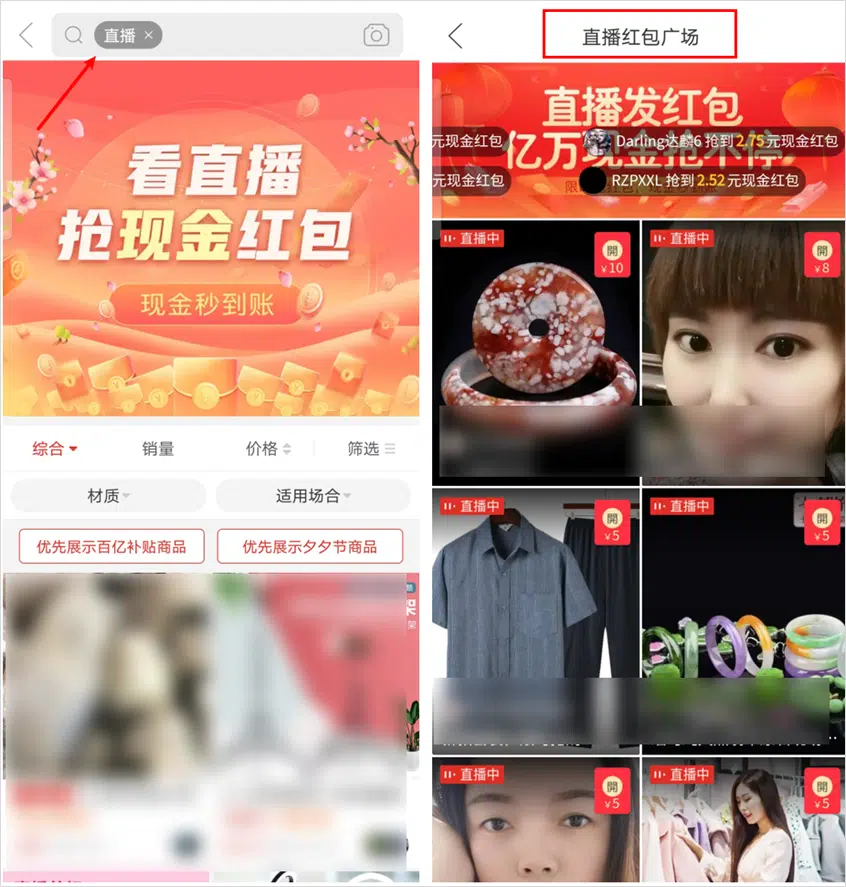 直播 ×
看直播
抢现金红包
现金秒到账
综合
销量
价格
筛选
材质
适用场合
优先展示百亿补贴商品
优先展示夕夕节商品
直播红包广场
直播发红包
亿万现金抢不停
元现金红包
Darling达麟6 抢到2.75元现金红包
元现金红包
RZPXXL 抢到2.52元现金红包
直播中
開
¥10
直播中
開
¥8
直播中
開
¥5
直播中
開
¥5
直播中
開
¥5
直播中
開
¥5